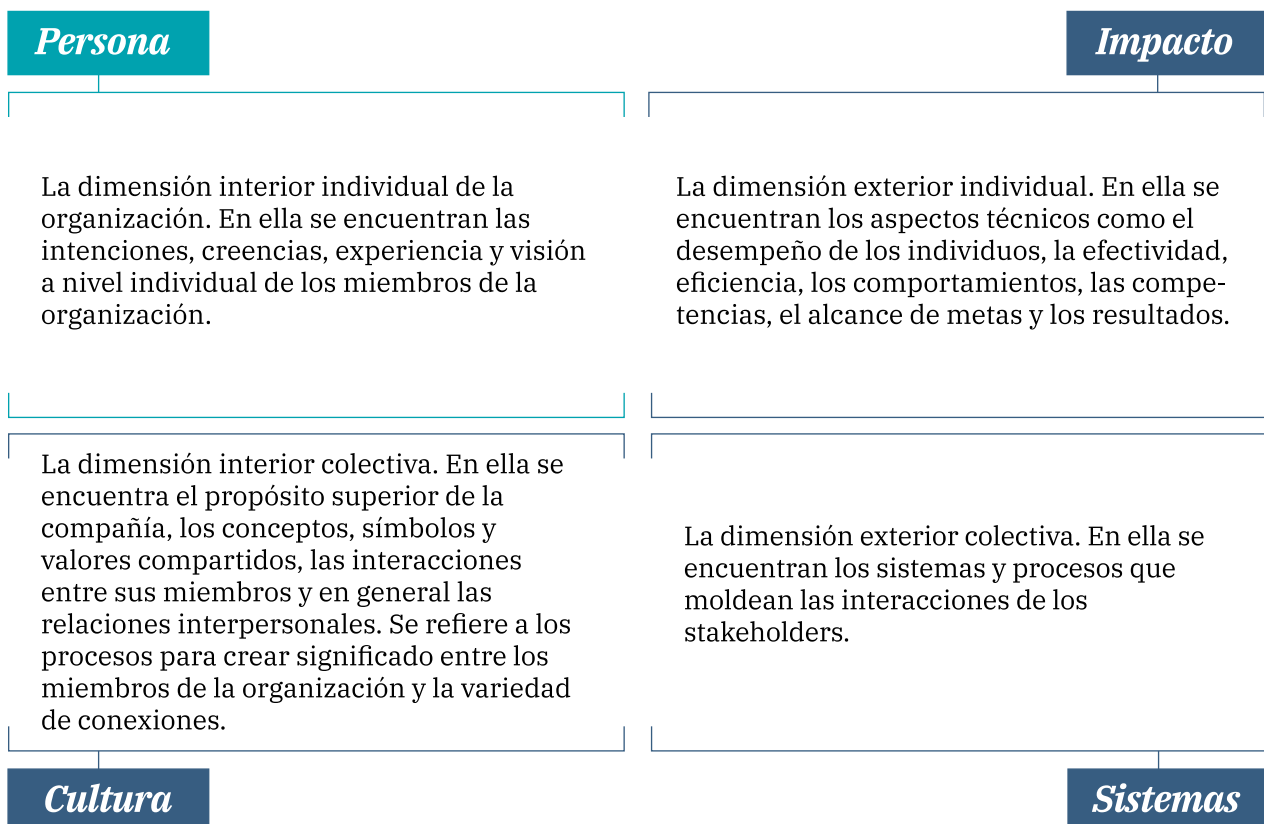 Persona
La dimensión interior individual de la
organización. En ella se encuentran las
intenciones, creencias, experiencia y visión
a nivel individual de los miembros de la
organización.
Impacto
La dimensión exterior individual. En ella se
encuentran los aspectos técnicos como el
desempeño de los individuos, la efectividad,
eficiencia, los comportamientos, las compe-
tencias, el alcance de metas y los resultados.
La dimensión interior colectiva. En ella se
encuentra el propósito superior de la
compañía, los conceptos, símbolos y
valores compartidos, las interacciones
entre sus miembros y en general las
relaciones interpersonales. Se refiere a los
procesos para crear significado entre los
miembros de la organización y la variedad
de conexiones.
Cultura
La dimensión exterior colectiva. En ella se
encuentran los sistemas y procesos que
moldean las interacciones de los
stakeholders.
Sistemas